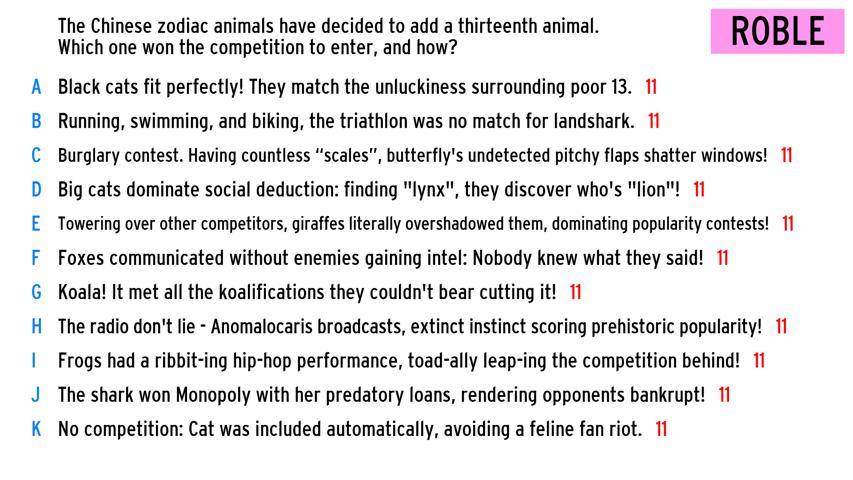 The Chinese zodiac animals have decided to add a thirteenth animal.
Which one won the competition to enter, and how?
ROBLE
A Black cats fit perfectly! They match the unluckiness surrounding poor 13. 11
B Running, swimming, and biking, the triathlon was no match for landshark. 11
C Burglary contest. Having countless “scales”, butterfly's undetected pitchy flaps shatter windows! 11
D Big cats dominate social deduction: finding "lynx", they discover who's "lion"! 11
E Towering over other competitors, giraffes literally overshadowed them, dominating popularity contests! 11
F Foxes communicated without enemies gaining intel: Nobody knew what they said! 11
G Koala! It met all the koalifications they couldn't bear cutting it! 11
H The radio don't lie - Anomalocaris broadcasts, extinct instinct scoring prehistoric popularity! 11
I Frogs had a ribbit-ing hip-hop performance, toad-ally leap-ing the competition behind! 11
J The shark won Monopoly with her predatory loans, rendering opponents bankrupt! 11
K No competition: Cat was included automatically, avoiding a feline fan riot. 11